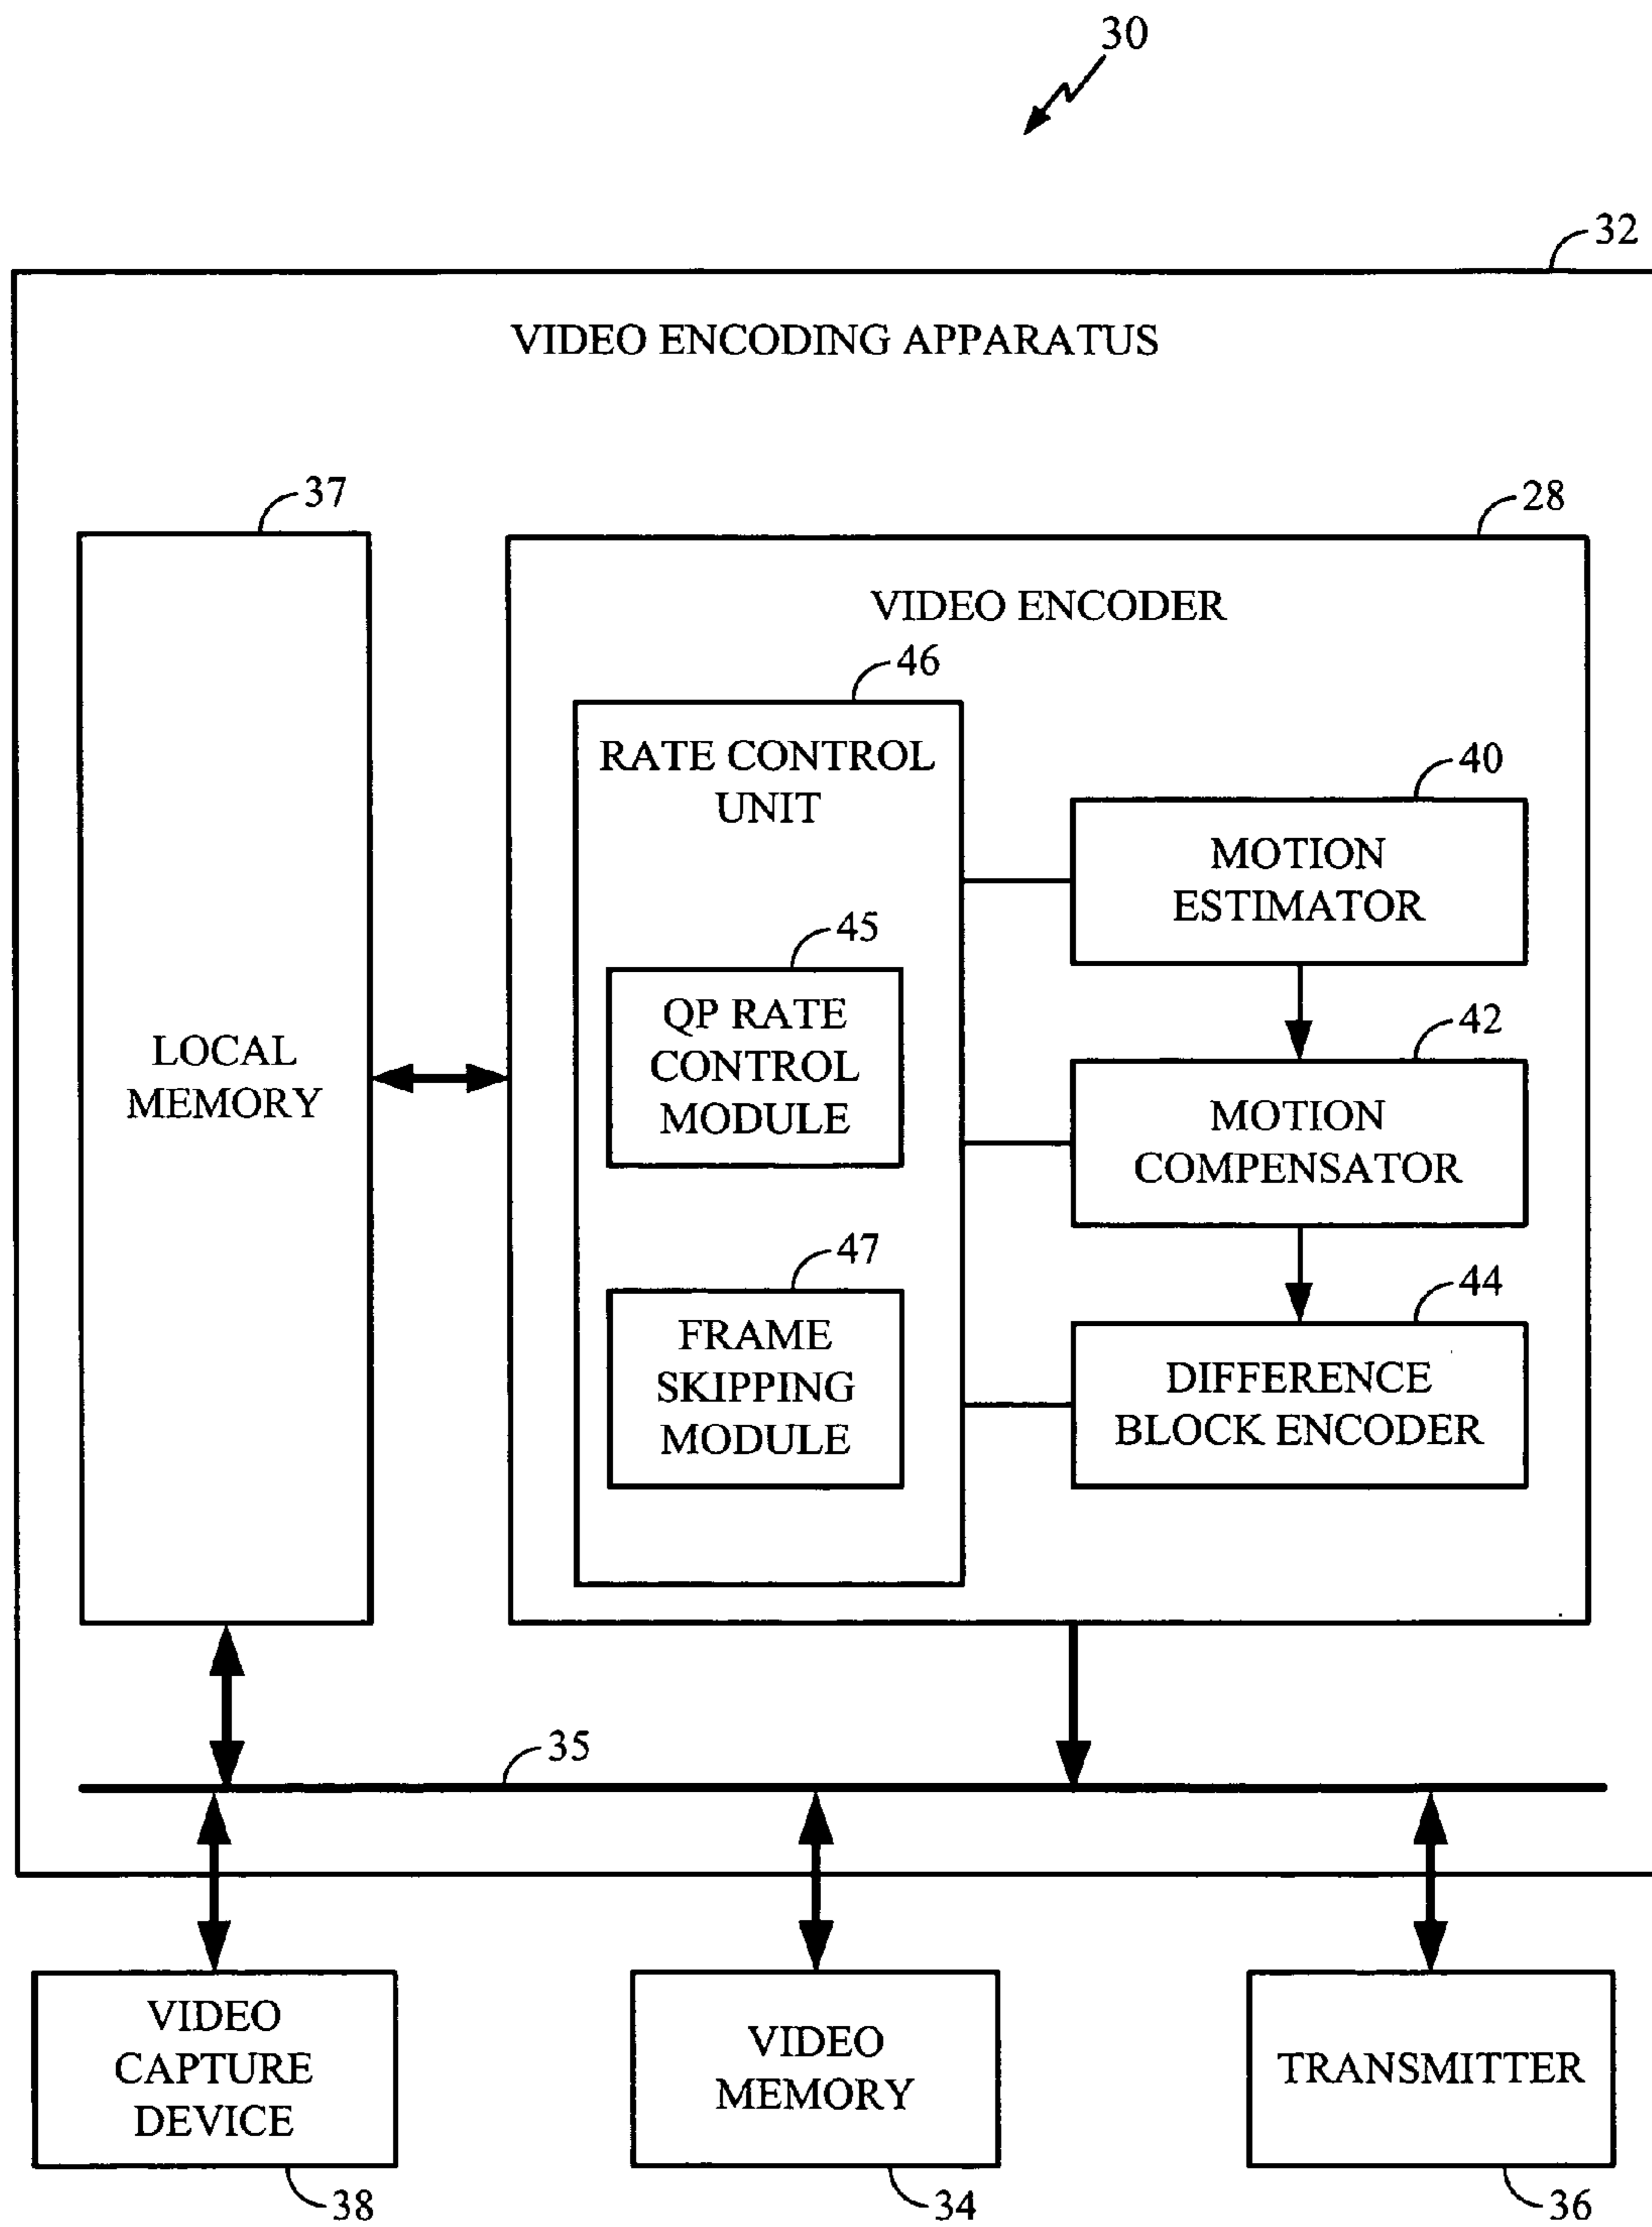 30
32
VIDEO ENCODING APPARATUS
37
28
VIDEO ENCODER
46
RATE CONTROL
UNIT
40
MOTION
ESTIMATOR
45
QP RATE
CONTROL
MODULE
42
MOTION
COMPENSATOR
LOCAL
MEMORY
47
FRAME
SKIPPING
MODULE
44
DIFFERENCE
BLOCK ENCODER
35
VIDEO
CAPTURE
DEVICE
VIDEO
MEMORY
TRANSMITTER
38
34
36